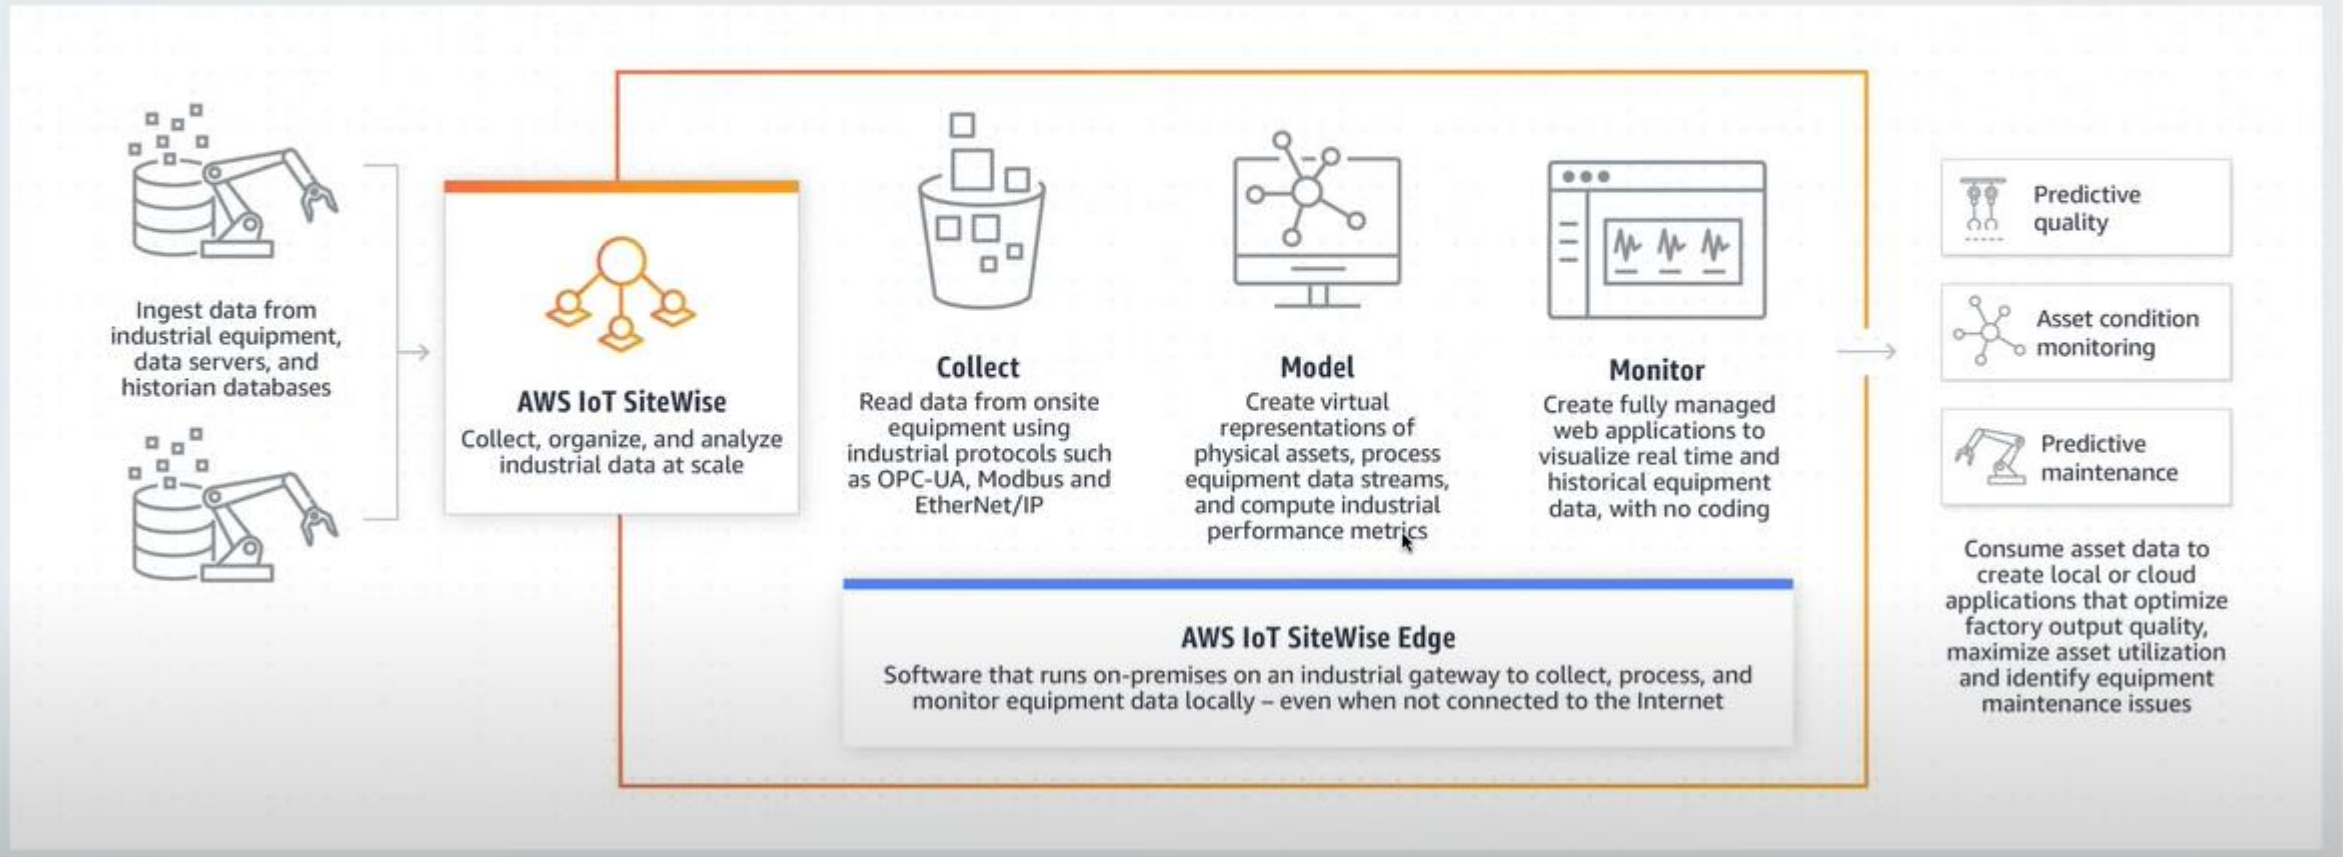 Ingest data from
industrial equipment,
data servers, and
historian databases
AWS IoT SiteWise
Collect, organize, and analyze
industrial data at scale
Collect
Read data from onsite
equipment using
industrial protocols such
as OPC-UA, Modbus and
EtherNet/IP
Model
Create virtual
representations of
physical assets, process
equipment data streams,
and compute industrial
performance metrics
Monitor
Create fully managed
web applications to
visualize real time and
historical equipment
data, with no coding
AWS IoT SiteWise Edge
Software that runs on-premises on an industrial gateway to collect, process, and
monitor equipment data locally – even when not connected to the Internet
Predictive
quality
Asset condition
monitoring
Predictive
maintenance
Consume asset data to
create local or cloud
applications that optimize
factory output quality,
maximize asset utilization
and identify equipment
maintenance issues